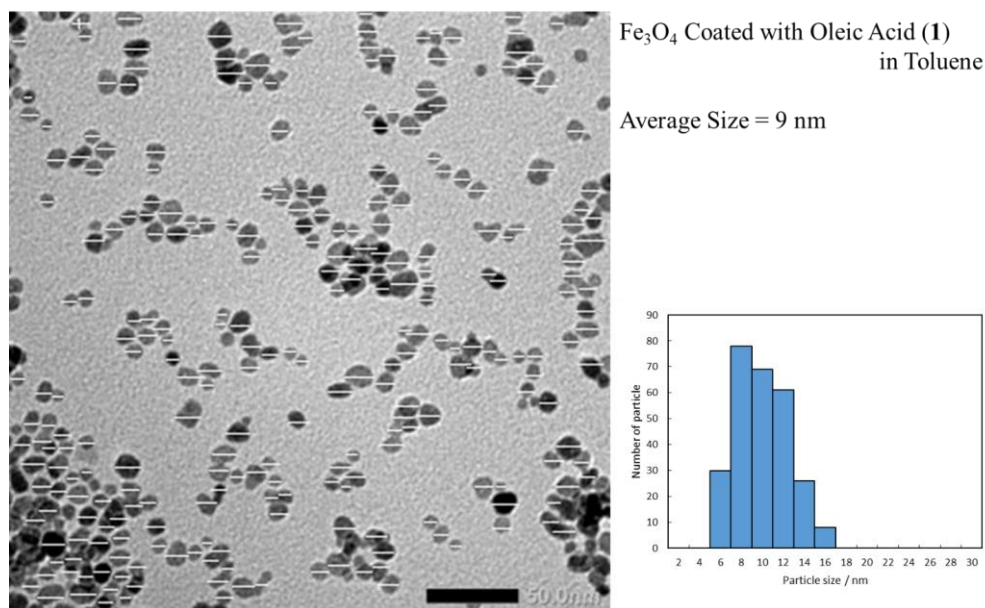 Fe₃O₄ Coated with Oleic Acid (1)
in Toluene
Average Size = 9 nm
50.0nm
Number of particle
90
80
70
60
50
40
30
20
10
0
2 4 6 8 10 12 14 16 18 20 22 24 26 28 30
Particle size / nm